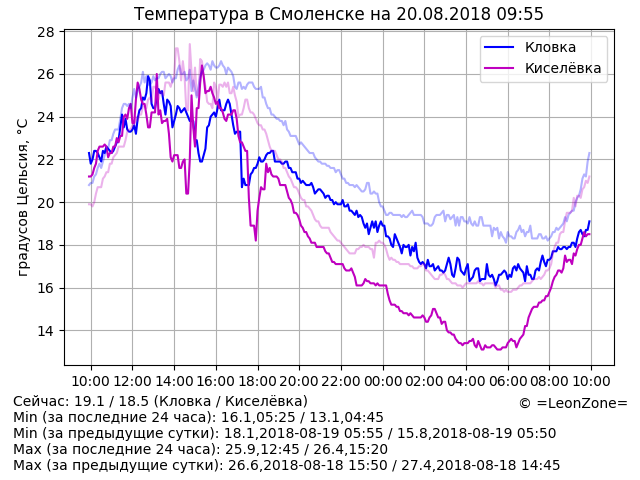 Температура в Смоленске на 20.08.2018 09:55
градусов Цельсия, °C
28
26
24
22
20
18
16
14
Кловка
Киселёвка
10:00 12:00 14:00 16:00 18:00 20:00 22:00 00:00 02:00 04:00 06:00 08:00 10:00
Сейчас: 19.1 / 18.5 (Кловка / Киселёвка)
© =LeonZone=
Min (за последние 24 часа): 16.1,05:25 / 13.1,04:45
Min (за предыдущие сутки): 18.1,2018-08-19 05:55 / 15.8,2018-08-19 05:50
Max (за последние 24 часа): 25.9,12:45 / 26.4,15:20
Max (за предыдущие сутки): 26.6,2018-08-18 15:50 / 27.4,2018-08-18 14:45